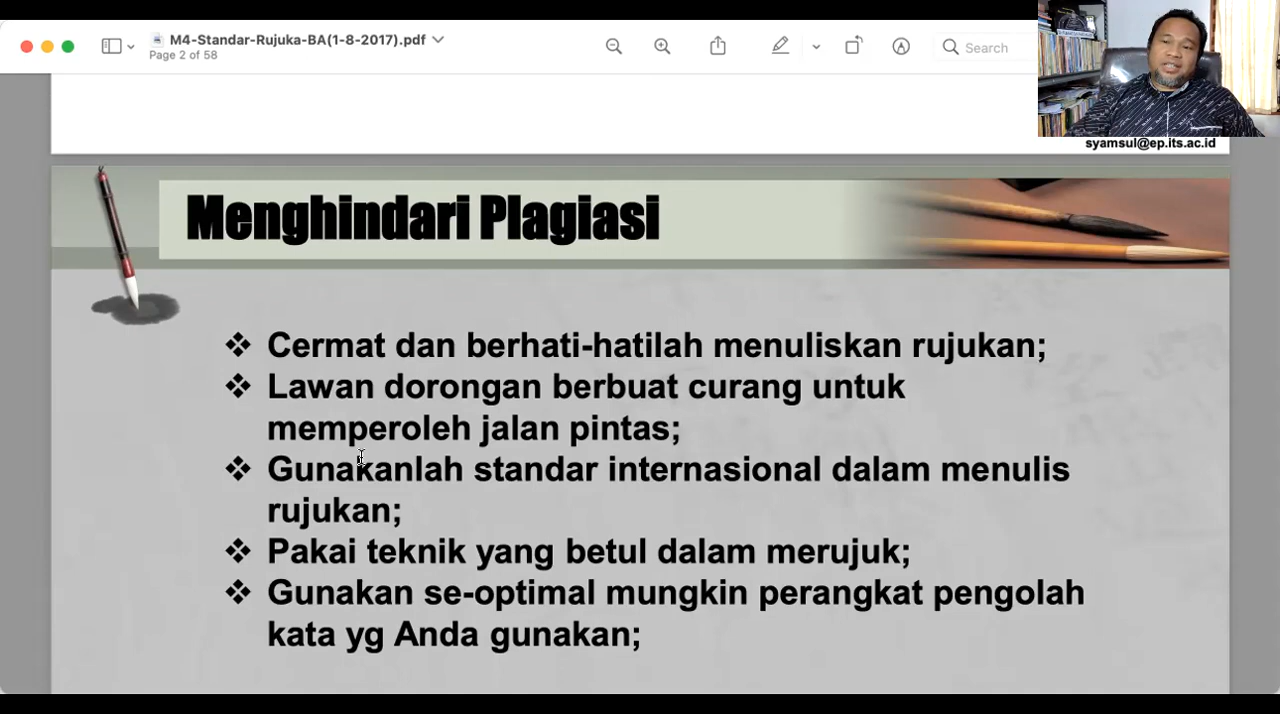 M4-Standar-Rujuka-BA(1-8-2017).pdf
Page 2 of 58
Search
syamsul@ep.its.ac.id
Menghindari Plagiasi
❖ Cermat dan berhati-hatilah menuliskan rujukan;
❖ Lawan dorongan berbuat curang untuk
memperoleh jalan pintas;
❖ Gunakanlah standar internasional dalam menulis
rujukan;
❖ Pakai teknik yang betul dalam merujuk;
❖ Gunakan se-optimal mungkin perangkat pengolah
kata yg Anda gunakan;